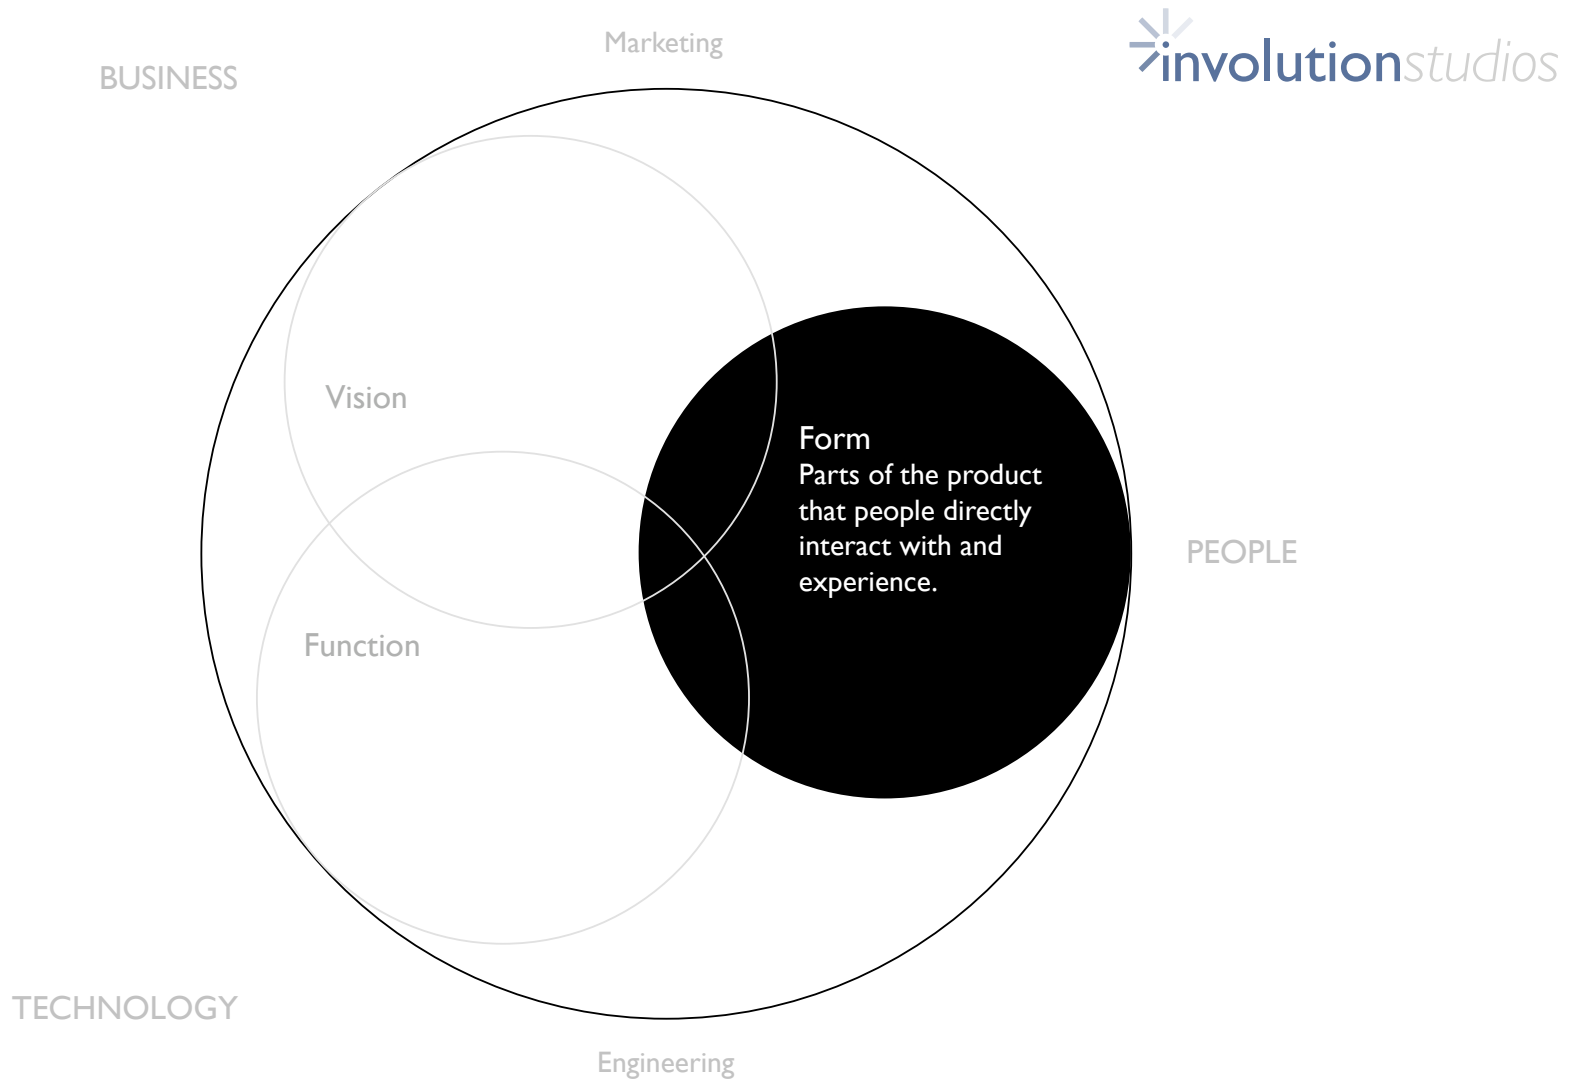 Marketing
involutionstudios
BUSINESS
Vision
Form
Parts of the product
that people directly
interact with and
experience.
PEOPLE
Function
TECHNOLOGY
Engineering